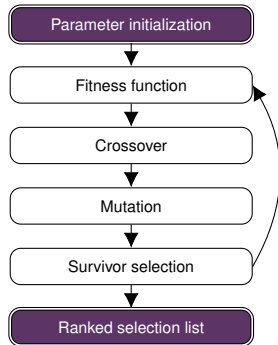 Parameter initialization
Fitness function
Crossover
Mutation
Survivor selection
Ranked selection list